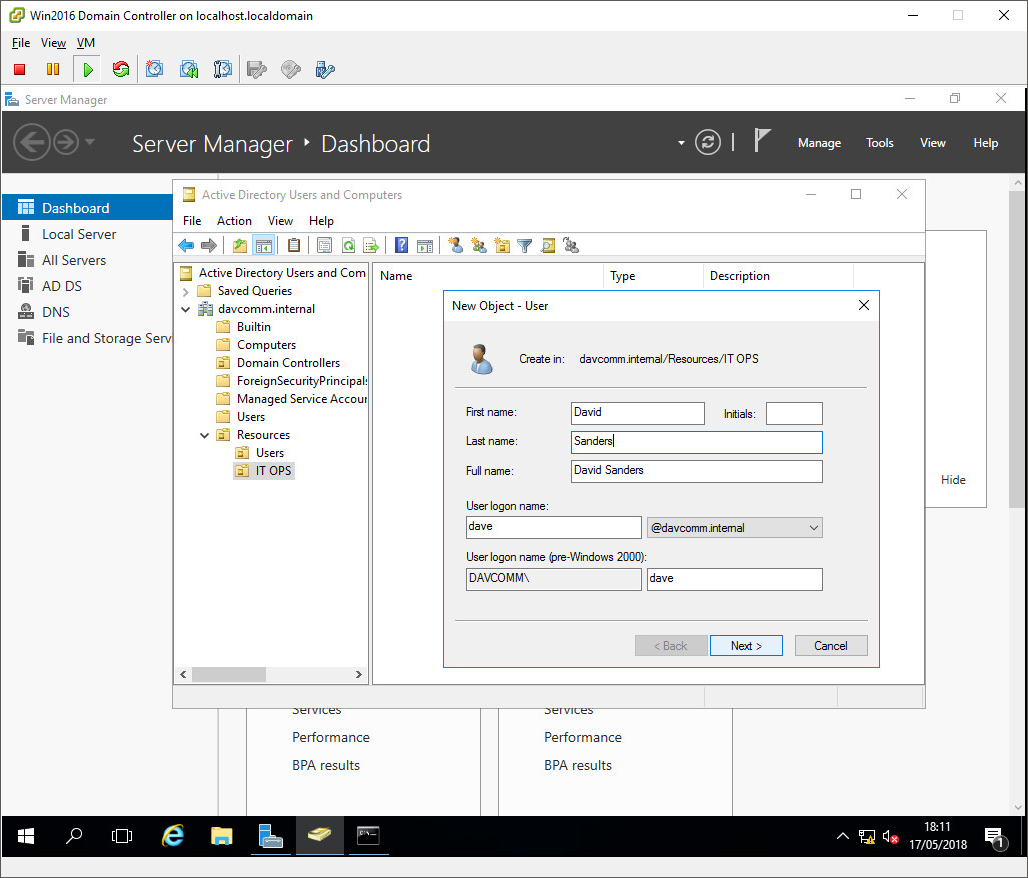 Win2016 Domain Controller on localhost.localdomain
File View VM
Server Manager
Server Manager Dashboard
Manage Tools View Help
Dashboard
Local Server
All Servers
AD DS
DNS
File and Storage Serv
Active Directory Users and Computers
File Action View Help
Active Directory Users and Com
Saved Queries
davcomm.internal
Builtin
Computers
Domain Controllers
ForeignSecurityPrincipals
Managed Service Accour
Users
Resources
Users
IT OPS
Name Type Description
New Object - User
Create in: davcomm.internal/Resources/IT OPS
First name: David Initials:
Last name: Sanders
Full name: David Sanders
User logon name:
dave @davcomm.internal
User logon name (pre-Windows 2000):
DAVCOMM\ dave
< Back Next > Cancel
Hide
Services Services
Performance Performance
BPA results BPA results
18:11
17/05/2018
1